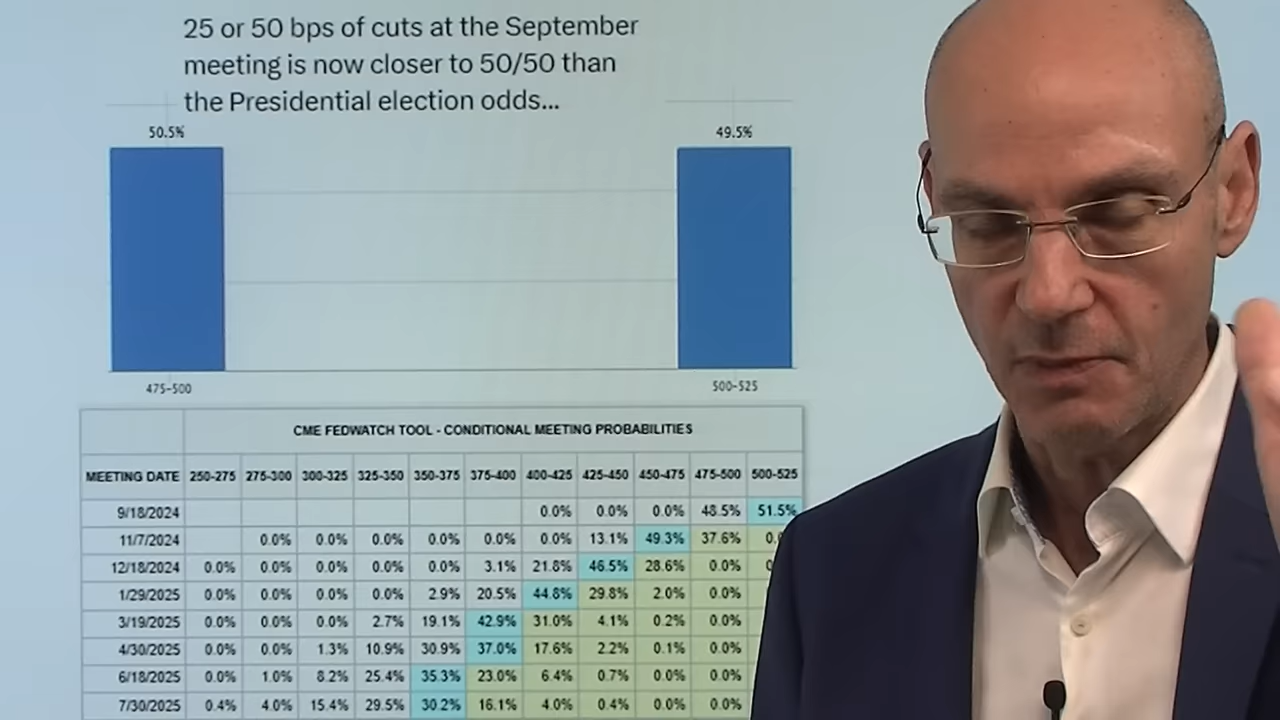 25 or 50 bps of cuts at the September
meeting is now closer to 50/50 than
the Presidential election odds...
50.5% 49.5%
475-500 500-525
CME FEDWATCH TOOL - CONDITIONAL MEETING PROBABILITIES
MEETING DATE 250-275 275-300 300-325 325-350 350-375 375-400 400-425 425-450 450-475 475-500 500-525
9/18/2024 0.0% 0.0% 0.0% 48.5% 51.5%
11/7/2024 0.0% 0.0% 0.0% 0.0% 0.0% 0.0% 13.1% 49.3% 37.6%
12/18/2024 0.0% 0.0% 0.0% 0.0% 0.0% 3.1% 21.8% 46.5% 28.6% 0.0%
1/29/2025 0.0% 0.0% 0.0% 0.0% 2.9% 20.5% 44.8% 29.8% 2.0% 0.0%
3/19/2025 0.0% 0.0% 0.0% 2.7% 19.1% 42.9% 31.0% 4.1% 0.2% 0.0%
4/30/2025 0.0% 0.0% 1.3% 10.9% 30.9% 37.0% 17.6% 2.2% 0.1% 0.0%
6/18/2025 0.0% 1.0% 8.2% 25.4% 35.3% 23.0% 6.4% 0.7% 0.0% 0.0%
7/30/2025 0.4% 4.0% 15.4% 29.5% 30.2% 16.1% 4.0% 0.4% 0.0% 0.0%